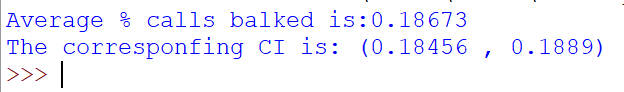 Average % calls balked is:0.18673
The corresponfing CI is: (0.18456 , 0.1889)
>>>